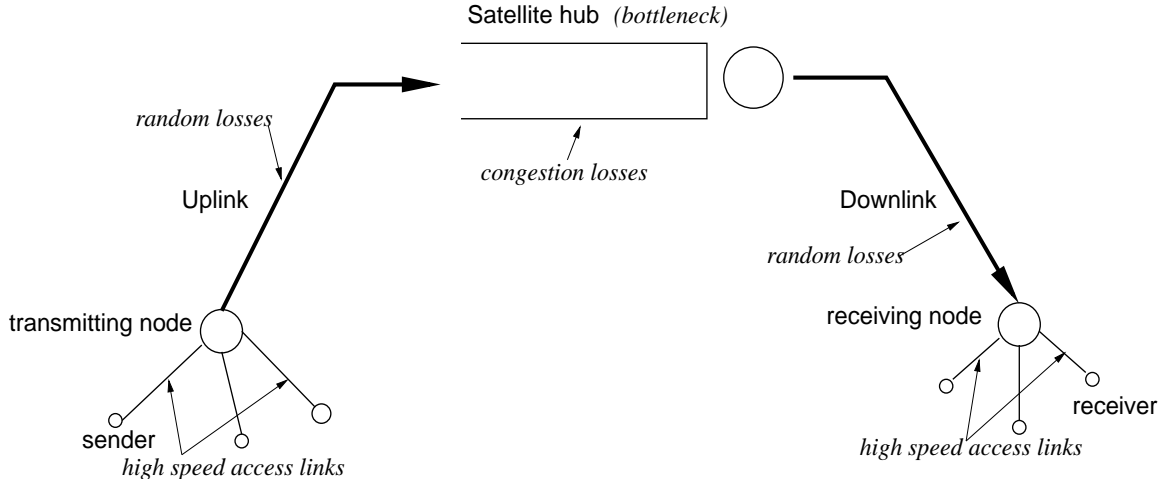 Satellite hub (bottleneck)
random losses
congestion losses
Uplink
Downlink
random losses
transmitting node
receiving node
sender
receiver
high speed access links
high speed access links